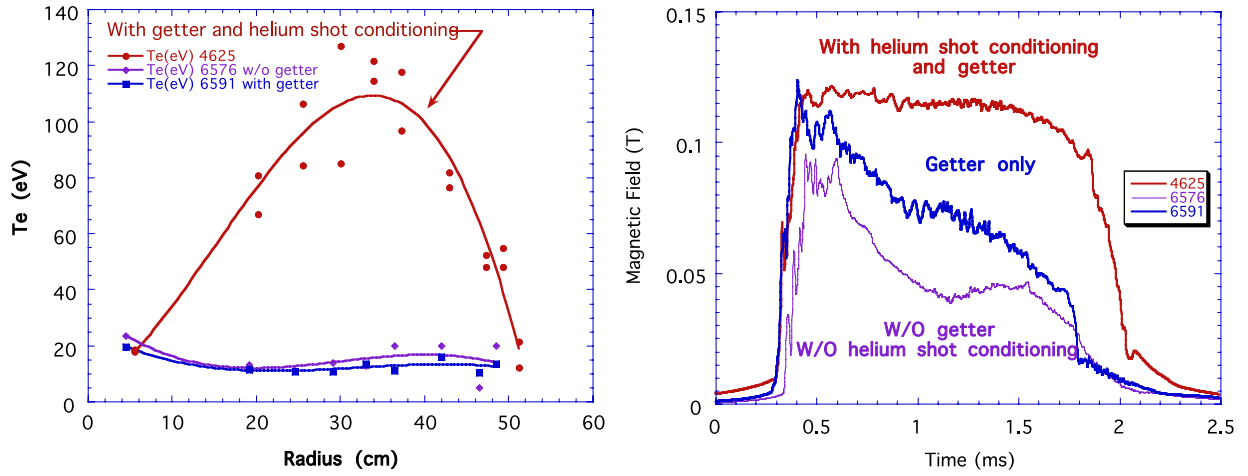 With getter and helium shot conditioning
Te(eV) 4625
Te(eV) 6576 w/o getter
Te(eV) 6591 with getter
140
120
100
80
60
40
20
0
Te (eV)
0
10
20
30
40
50
60
Radius (cm)
With helium shot conditioning
and getter
Getter only
4625
6576
6591
W/O getter
W/O helium shot conditioning
0.15
0.1
0.05
0
Magnetic Field (T)
0
0.5
1
1.5
2
2.5
Time (ms)